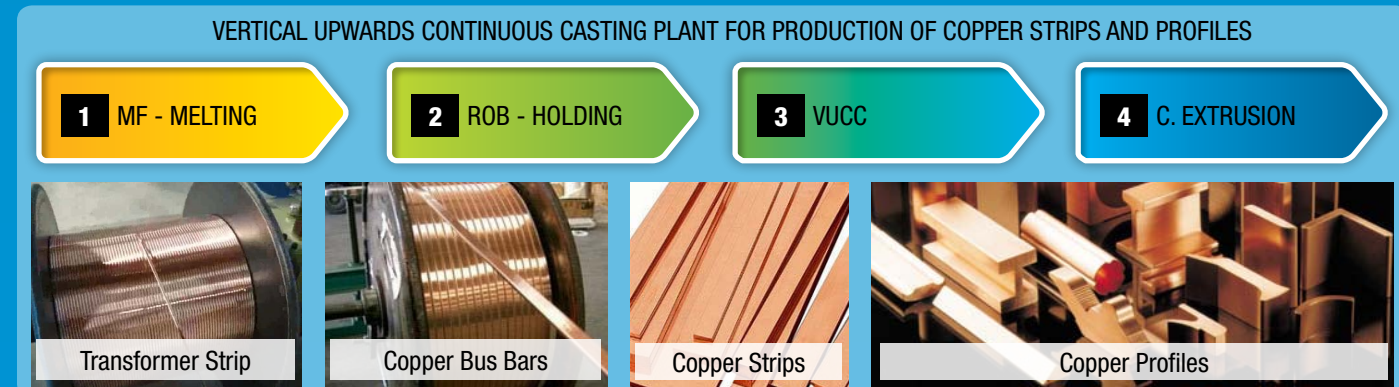 VERTICAL UPWARDS CONTINUOUS CASTING PLANT FOR PRODUCTION OF COPPER STRIPS AND PROFILES
1 MF - MELTING
2 ROB - HOLDING
3 VUCC
4 C. EXTRUSION
Transformer Strip
Copper Bus Bars
Copper Strips
Copper Profiles